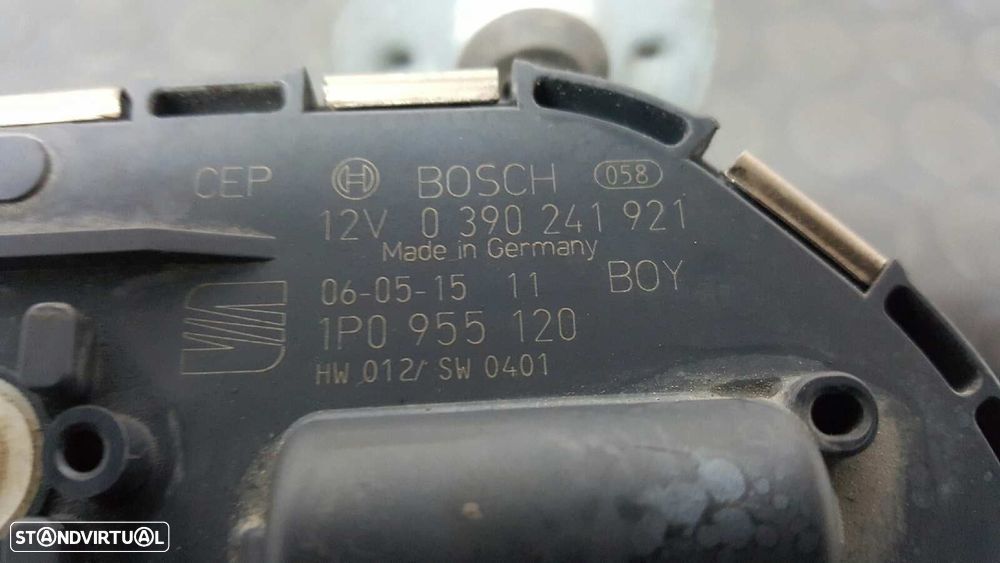 CEP BOSCH 058
12V 0 390 241 921
Made in Germany
06-05-15 11 BOY
1P0 955 120
HW 012/ SW 0401
STANDVIRTUAL